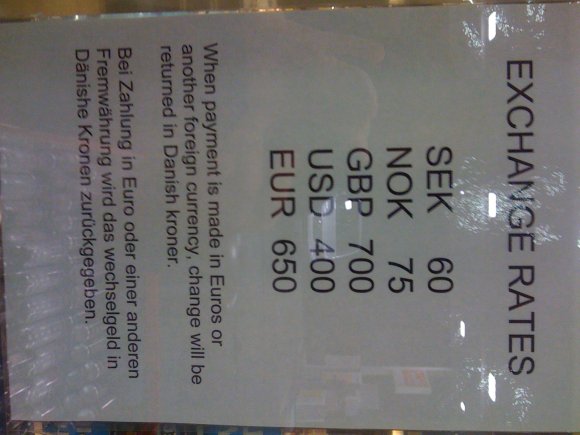 EXCHANGE RATES
SEK 60
NOK 75
GBP 700
USD 400
EUR 650
When payment is made in Euros or
another foreign currency, change will be
returned in Danish kroner.
Bei Zahlung in Euro oder einer anderen
Fremwährung wird das wechselgeld in
Dänishe Kronen zurückgegeben.